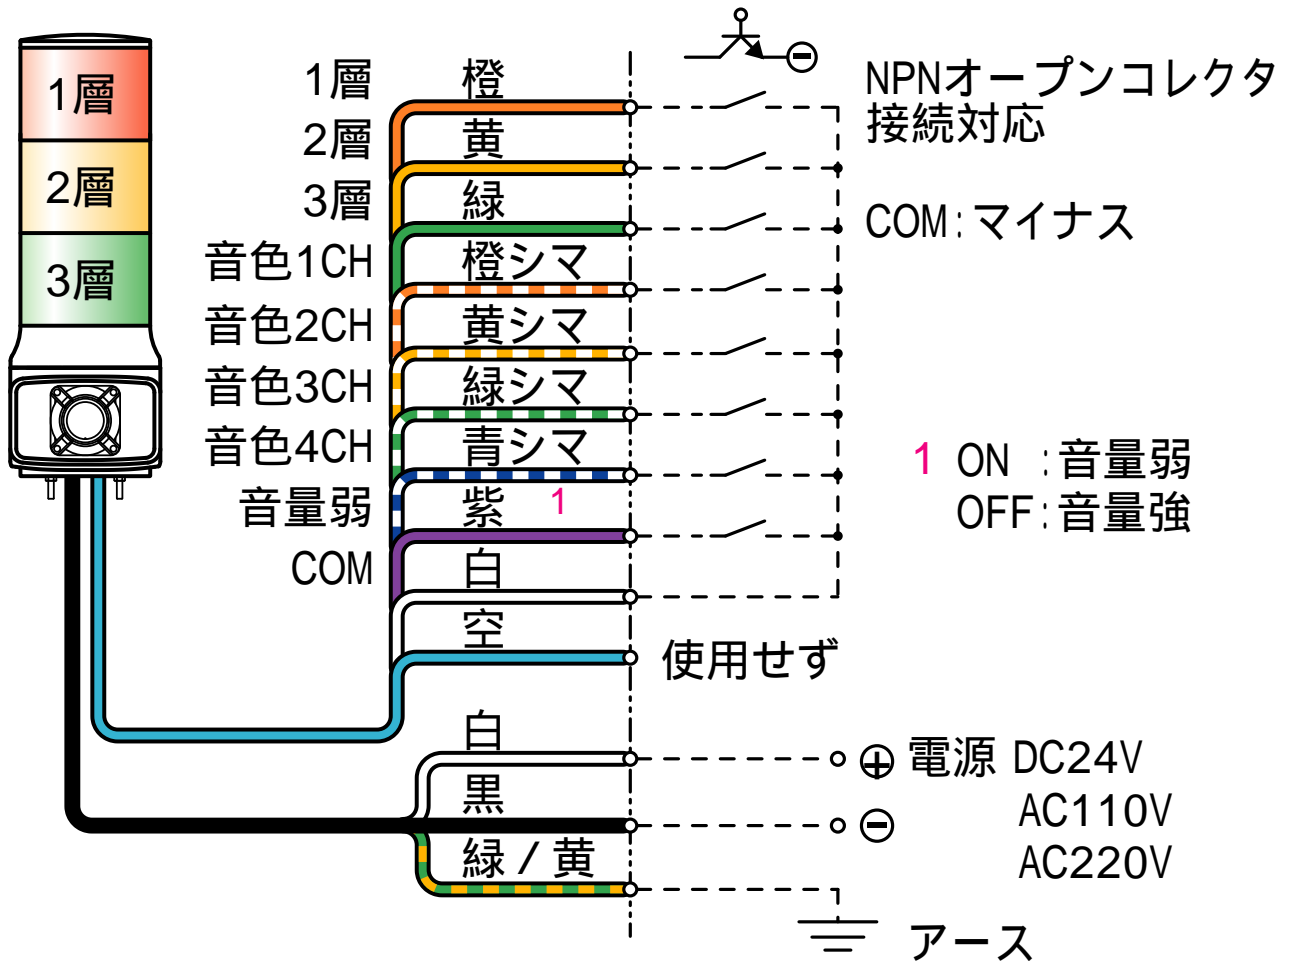 1層
2層
3層
1層 橙
2層 黄
3層 緑
音色1CH 橙シマ
音色2CH 黄シマ
音色3CH 緑シマ
音色4CH 青シマ
音量弱 紫 1
COM 白
空 使用せず
白
黒
緑/黄
NPNオープンコレクタ
接続対応
COM:マイナス
1 ON :音量弱
OFF:音量強
電源 DC24V
AC110V
AC220V
アース